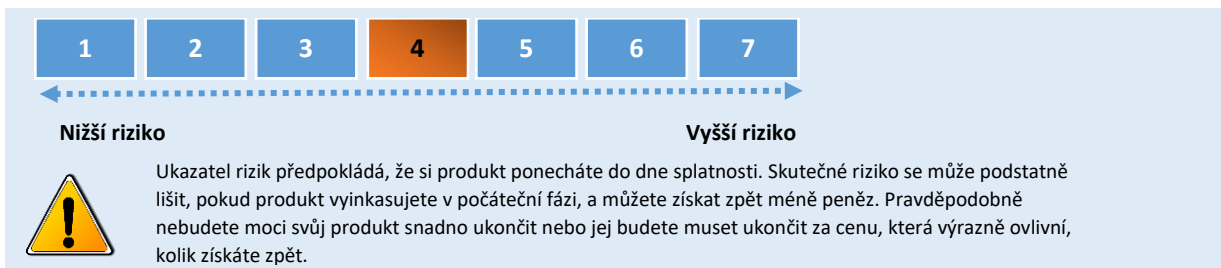 1 2 3 4 5 6 7
Nižší riziko Vyšší riziko
Ukazatel rizik předpokládá, že si produkt ponecháte do dne splatnosti. Skutečné riziko se může podstatně
lišit, pokud produkt vyinkasujete v počáteční fázi, a můžete získat zpět méně peněz. Pravděpodobně
nebudete moci svůj produkt snadno ukončit nebo jej budete muset ukončit za cenu, která výrazně ovlivní,
kolik získáte zpět.